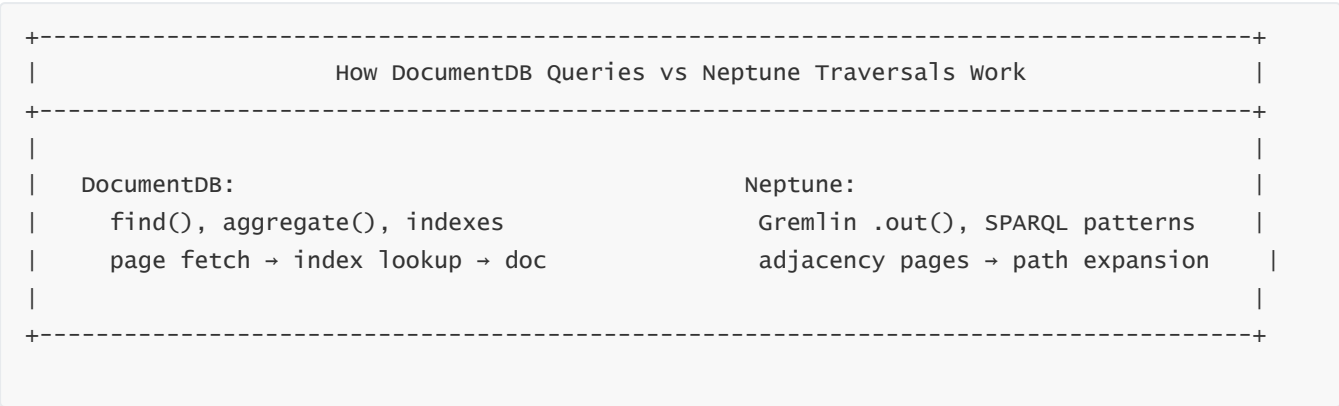 +--------------------------------------------------------------------------------------+
|                     How DocumentDB Queries vs Neptune Traversals Work                |
+--------------------------------------------------------------------------------------+
|                                                                                      |
|   DocumentDB:                                    Neptune:                            |
|     find(), aggregate(), indexes                  Gremlin .out(), SPARQL patterns    |
|     page fetch → index lookup → doc               adjacency pages → path expansion    |
|                                                                                      |
+--------------------------------------------------------------------------------------+